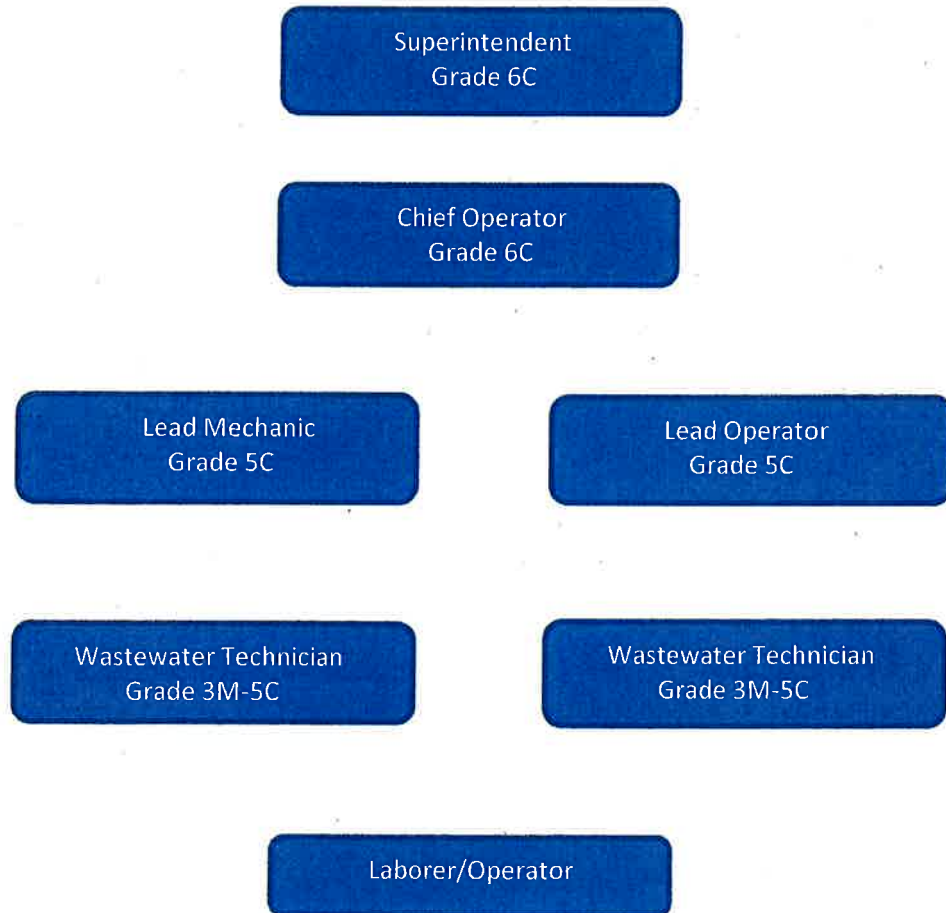 Superintendent
Grade 6C
Chief Operator
Grade 6C
Lead Mechanic
Grade 5C
Lead Operator
Grade 5C
Wastewater Technician
Grade 3M-5C
Wastewater Technician
Grade 3M-5C
Laborer/Operator